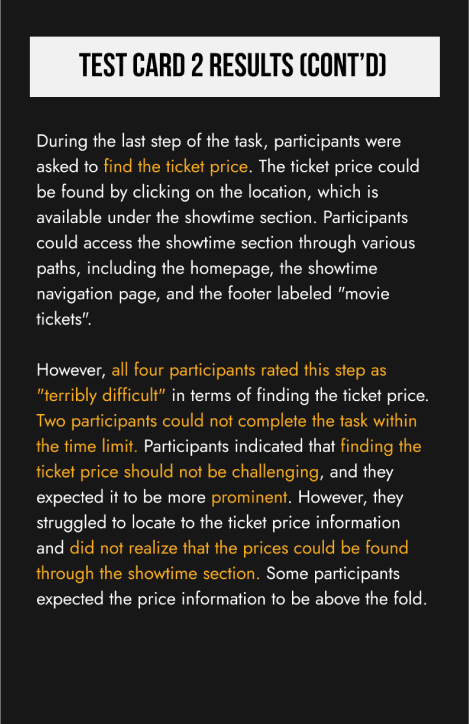 TEST CARD 2 RESULTS (CONT'D)
During the last step of the task, participants were
asked to find the ticket price. The ticket price could
be found by clicking on the location, which is
available under the showtime section. Participants
could access the showtime section through various
paths, including the homepage, the showtime
navigation page, and the footer labeled "movie
tickets".
However, all four participants rated this step as
"terribly difficult" in terms of finding the ticket price.
Two participants could not complete the task within
the time limit. Participants indicated that finding the
ticket price should not be challenging, and they
expected it to be more prominent. However, they
struggled to locate to the ticket price information
and did not realize that the prices could be found
through the showtime section. Some participants
expected the price information to be above the fold.